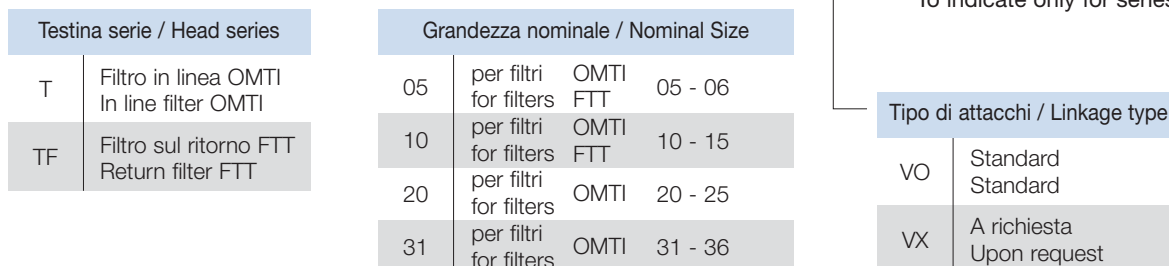 To indicate only for series
Testina serie / Head series
T Filtro in linea OMTI
In line filter OMTI
TF Filtro sul ritorno FTT
Return filter FTT
Grandezza nominale / Nominal Size
05 per filtri OMTI 05 - 06
for filters FTT
10 per filtri OMTI 10 - 15
for filters FTT
20 per filtri OMTI 20 - 25
for filters
31 per filtri OMTI 31 - 36
for filters
Tipo di attacchi / Linkage type
VO Standard
Standard
VX A richiesta
Upon request